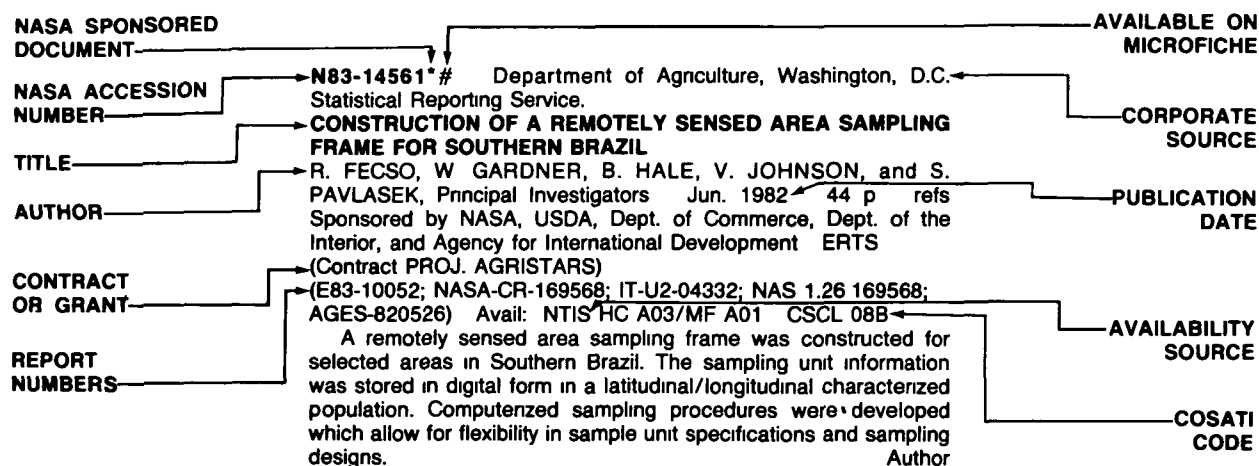 NASA SPONSORED
DOCUMENT
NASA ACCESSION
NUMBER
TITLE
AUTHOR
CONTRACT
OR GRANT
REPORT
NUMBERS
N83-14561*# Department of Agriculture, Washington, D.C.
Statistical Reporting Service.
CONSTRUCTION OF A REMOTELY SENSED AREA SAMPLING
FRAME FOR SOUTHERN BRAZIL
R. FECSO, W GARDNER, B. HALE, V. JOHNSON, and S.
PAVLASEK, Principal Investigators Jun. 1982 44 p refs
Sponsored by NASA, USDA, Dept. of Commerce, Dept. of the
Interior, and Agency for International Development ERTS
(Contract PROJ. AGRISTARS)
(E83-10052; NASA-CR-169568; IT-U2-04332; NAS 1.26 169568;
AGES-820526) Avail: NTIS HC A03/MF A01 CSCL 08B
A remotely sensed area sampling frame was constructed for
selected areas in Southern Brazil. The sampling unit information
was stored in digital form in a latitudinal/longitudinal characterized
population. Computerized sampling procedures were developed
which allow for flexibility in sample unit specifications and sampling
designs. Author
AVAILABLE ON
MICROFICHE
CORPORATE
SOURCE
PUBLICATION
DATE
AVAILABILITY
SOURCE
COSATI
CODE